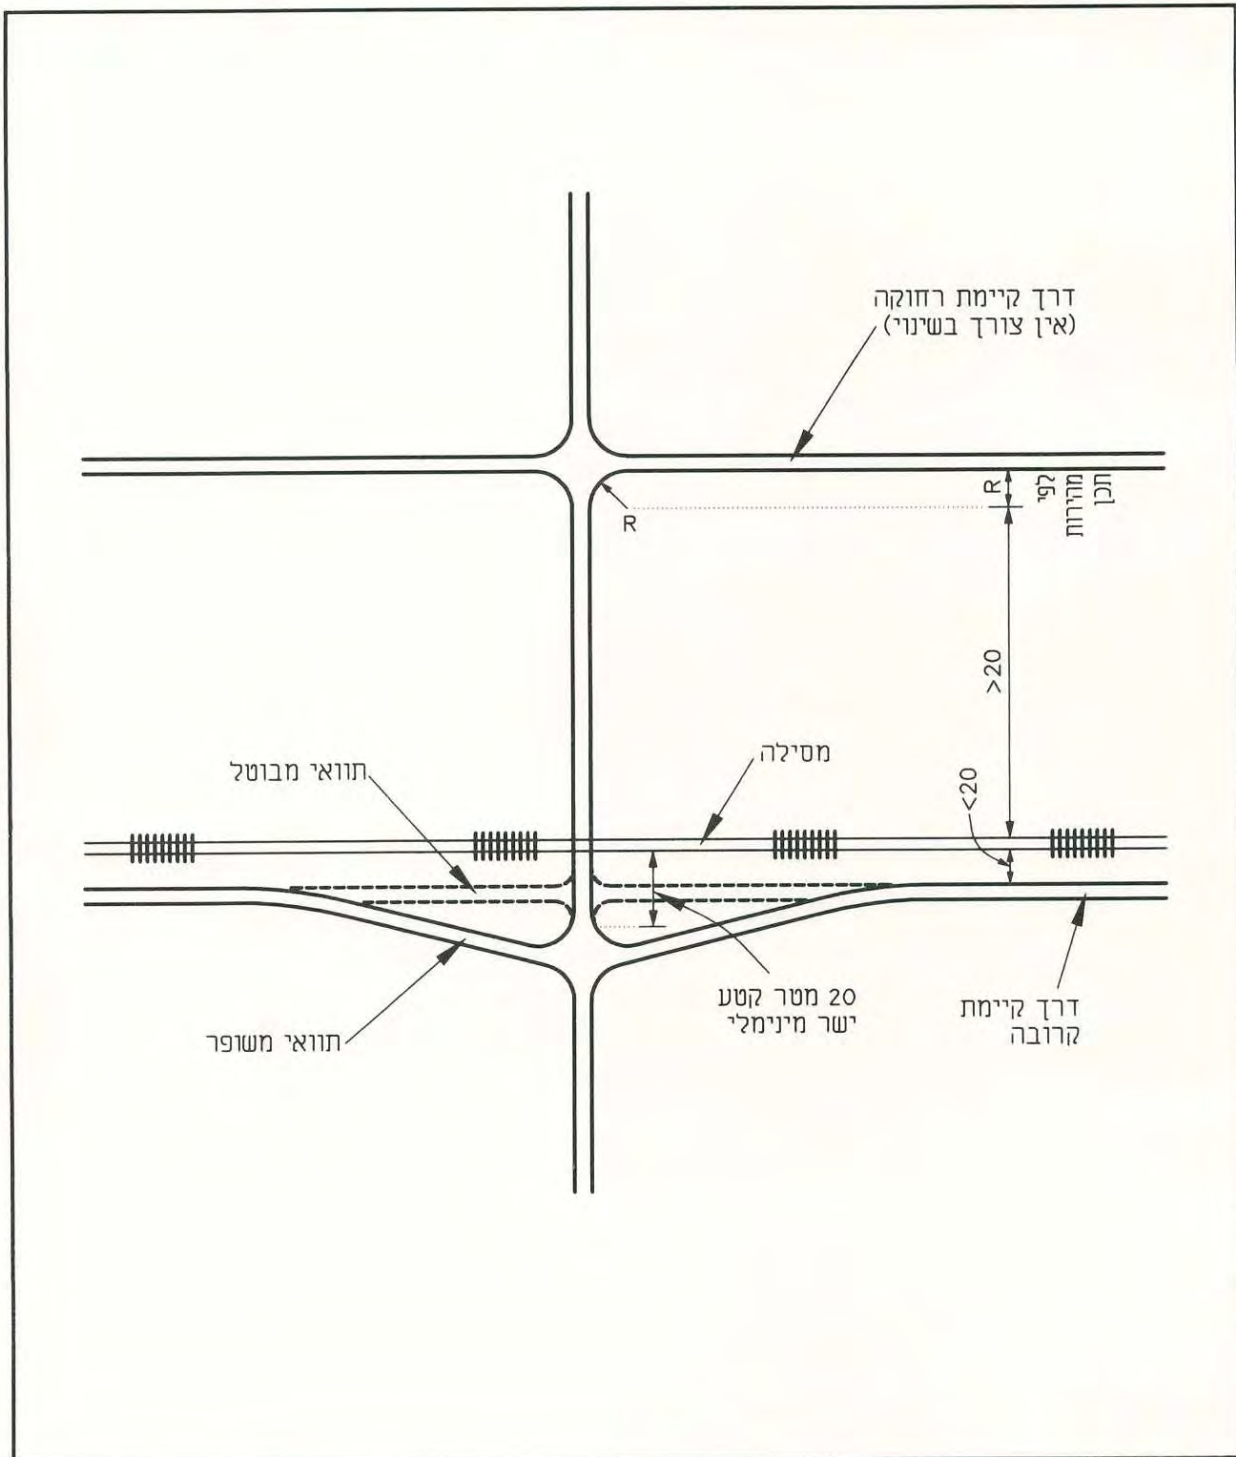 דרך קיימת רחוקה
(אין צורך בשינוי)
R
R
לפי
מהירות
תכן
>20
<20
מסילה
תוואי מבוטל
20 מטר קטע
ישר מינימלי
דרך קיימת
קרובה
תוואי משופר